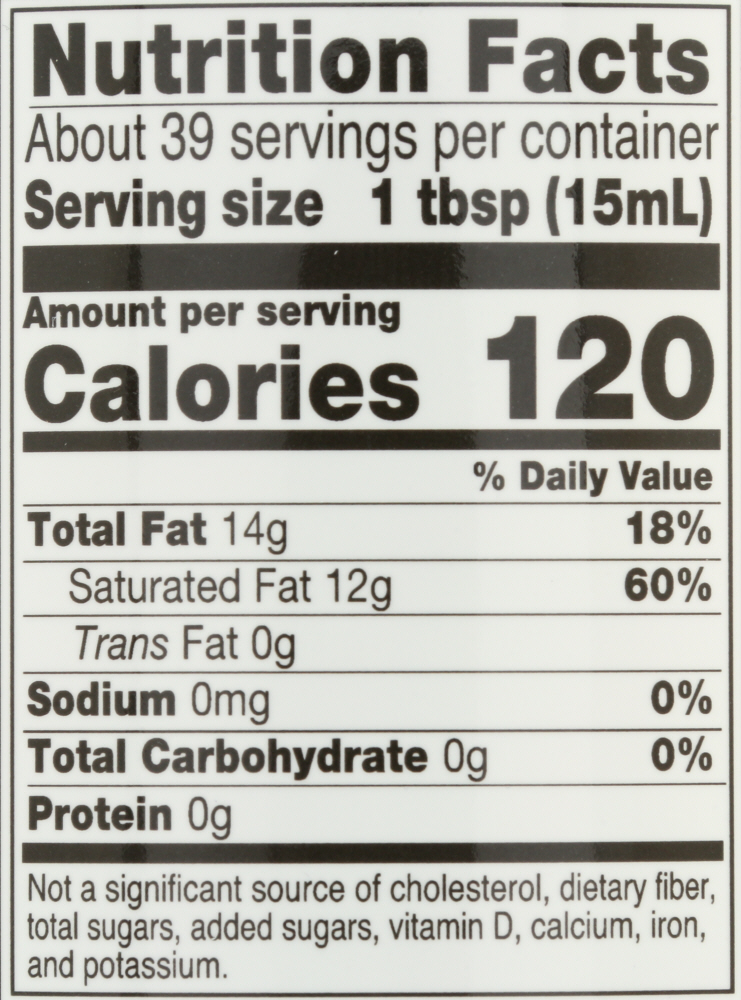 Nutrition Facts
About 39 servings per container
Serving size 1 tbsp (15mL)
Amount per serving
Calories 120
% Daily Value
Total Fat 14g 18%
Saturated Fat 12g 60%
Trans Fat 0g
Sodium 0mg 0%
Total Carbohydrate 0g 0%
Protein 0g
Not a significant source of cholesterol, dietary fiber,
total sugars, added sugars, vitamin D, calcium, iron,
and potassium.